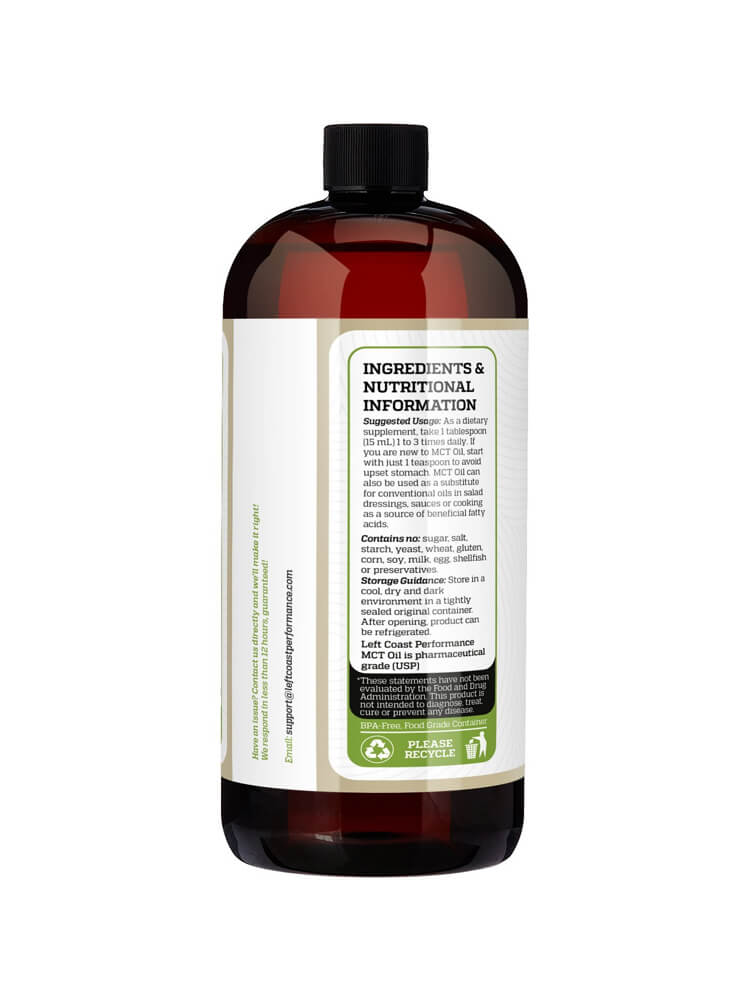 Have an issue? Contact us directly and we'll make it right!
We respond in less than 12 hours, guaranteed!
Email: support@leftcoastperformance.com
INGREDIENTS &
NUTRITIONAL
INFORMATION
Suggested Usage: As a dietary
supplement, take 1 tablespoon
(15 mL) 1 to 3 times daily. If
you are new to MCT Oil, start
with just 1 teaspoon to avoid
upset stomach. MCT Oil can
also be used as a substitute
for conventional oils in salad
dressings, sauces or cooking
as a source of beneficial fatty
acids.
Contains no: sugar, salt,
starch, yeast, wheat, gluten,
corn, soy, milk, egg, shellfish
or preservatives.
Storage Guidance: Store in a
cool, dry and dark
environment in a tightly
sealed original container.
After opening, product can
be refrigerated.
Left Coast Performance
MCT Oil is pharmaceutical
grade (USP)
*These statements have not been
evaluated by the Food and Drug
Administration. This product is
not intended to diagnose, treat,
cure or prevent any disease.
BPA-Free, Food Grade Container
PLEASE
RECYCLE